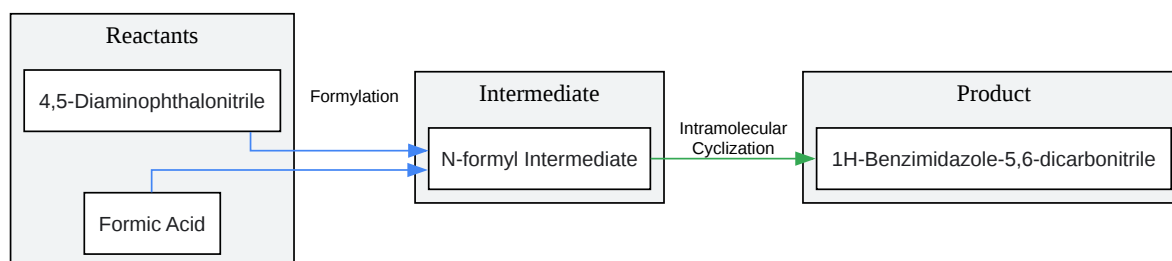 Reactants
4,5-Diaminophthalonitrile
Formic Acid
Formylation
Intermediate
N-formyl Intermediate
Intramolecular
Cyclization
Product
1H-Benzimidazole-5,6-dicarbonitrile